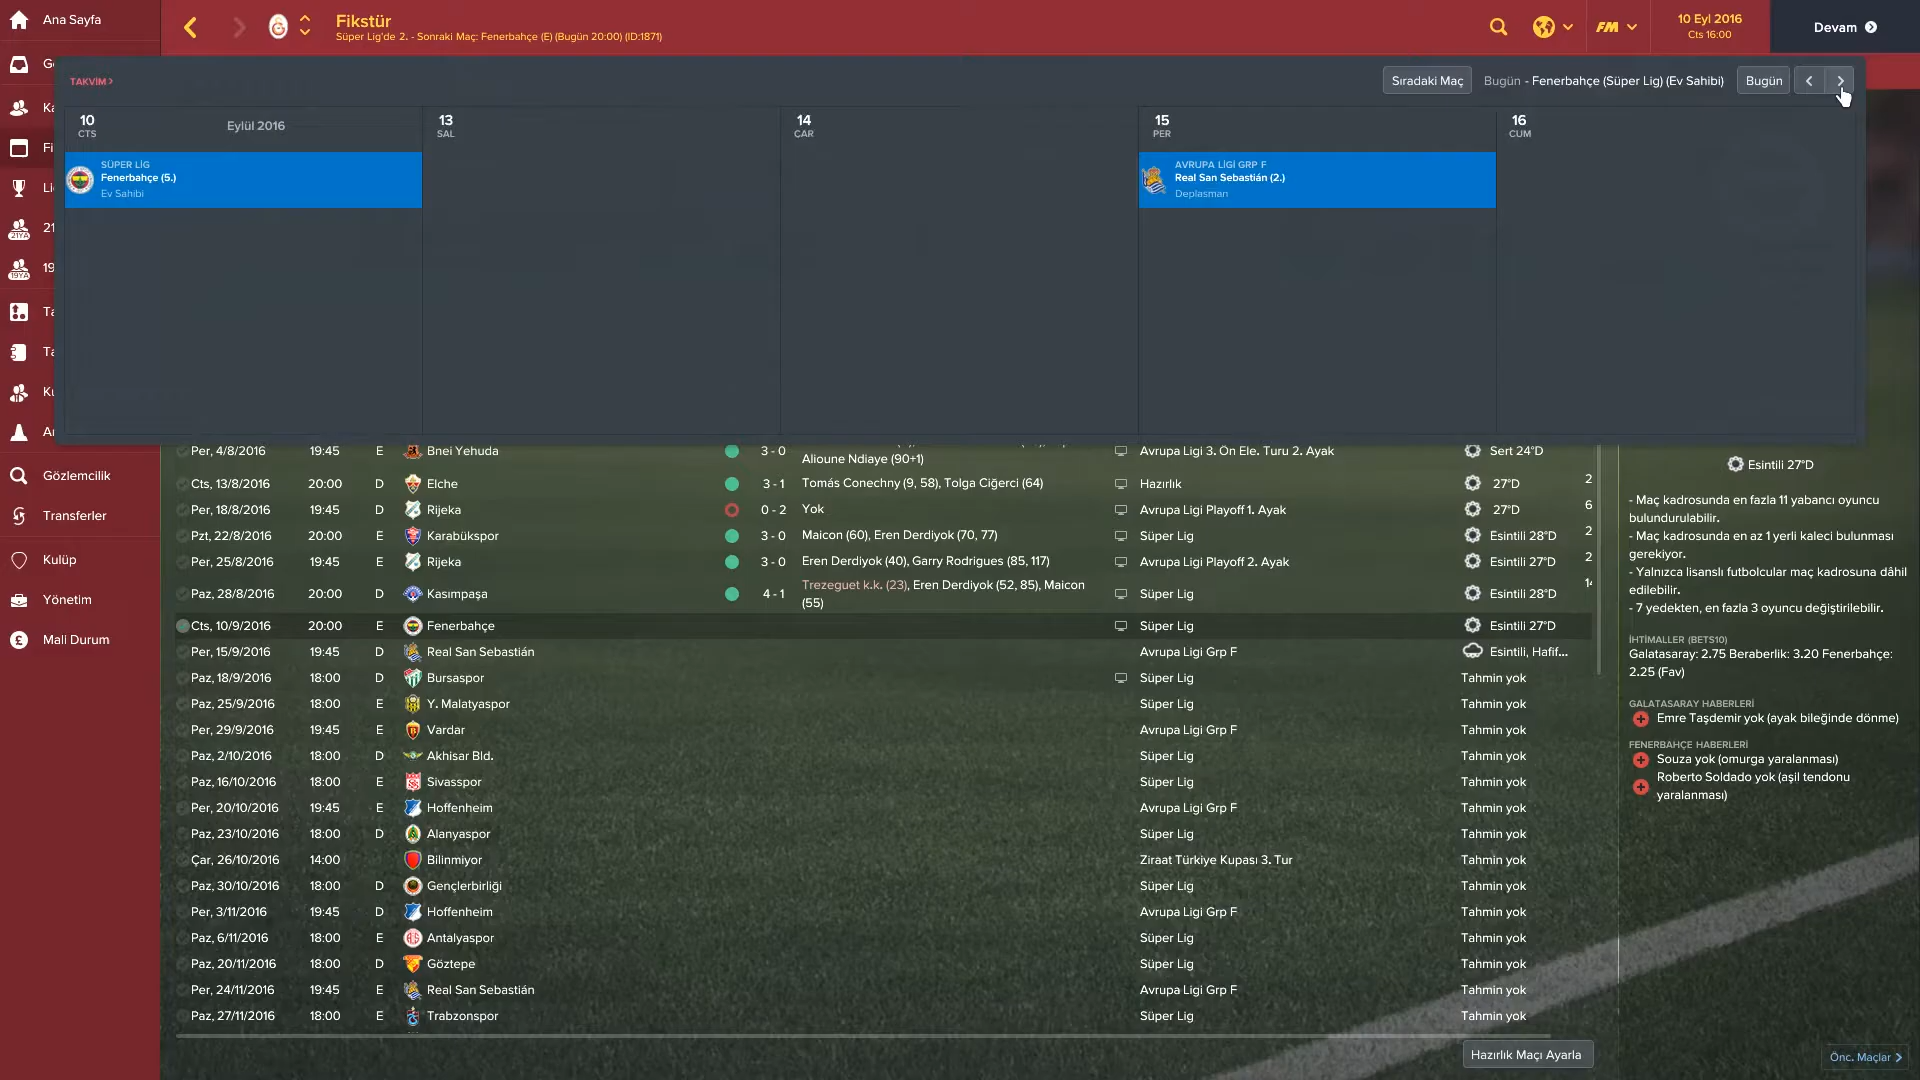 Ana Sayfa
Fikstür
Süper Lig'de 2. - Sonraki Maç: Fenerbahçe (E) (Bugün 20:00) (ID:1871)
FM
10 Eyl 2016
Cts 16:00
Devam
TAKVİM >
Sıradaki Maç
Bugün - Fenerbahçe (Süper Lig) (Ev Sahibi)
Bugün
10 CTS
Eylül 2016
13 SAL
14 ÇAR
15 PER
16 CUM
SÜPER LİG
Fenerbahçe (5.)
Ev Sahibi
AVRUPA LİGİ GRP F
Real San Sebastián (2.)
Deplasman
Gözlemcilik
Transferler
Kulüp
Yönetim
Mali Durum
Per, 4/8/2016 19:45 E Bnei Yehuda 3 - 0 Alioune Ndiaye (90+1) Avrupa Ligi 3. Ön Ele. Turu 2. Ayak Sert 24°D
Cts, 13/8/2016 20:00 D Elche 3 - 1 Tomás Conechny (9, 58), Tolga Ciğerci (64) Hazırlık 27°D 2
Per, 18/8/2016 19:45 D Rijeka 0 - 2 Yok Avrupa Ligi Playoff 1. Ayak 27°D 6
Pzt, 22/8/2016 20:00 E Karabükspor 3 - 0 Maicon (60), Eren Derdiyok (70, 77) Süper Lig Esintili 28°D 2
Per, 25/8/2016 19:45 E Rijeka 3 - 0 Eren Derdiyok (40), Garry Rodrigues (85, 117) Avrupa Ligi Playoff 2. Ayak Esintili 27°D 2
Paz, 28/8/2016 20:00 D Kasımpaşa 4 - 1 Trezeguet k.k. (23), Eren Derdiyok (52, 85), Maicon (55) Süper Lig Esintili 28°D
Cts, 10/9/2016 20:00 E Fenerbahçe Süper Lig Esintili 27°D
Per, 15/9/2016 19:45 D Real San Sebastián Avrupa Ligi Grp F Esintili, Hafif...
Paz, 18/9/2016 18:00 D Bursaspor Süper Lig Tahmin yok
Paz, 25/9/2016 18:00 E Y. Malatyaspor Süper Lig Tahmin yok
Per, 29/9/2016 19:45 E Vardar Avrupa Ligi Grp F Tahmin yok
Paz, 2/10/2016 18:00 D Akhisar Bld. Süper Lig Tahmin yok
Paz, 16/10/2016 18:00 E Sivasspor Süper Lig Tahmin yok
Per, 20/10/2016 19:45 E Hoffenheim Avrupa Ligi Grp F Tahmin yok
Paz, 23/10/2016 18:00 D Alanyaspor Süper Lig Tahmin yok
Çar, 26/10/2016 14:00 Bilinmiyor Ziraat Türkiye Kupası 3. Tur Tahmin yok
Paz, 30/10/2016 18:00 D Gençlerbirliği Süper Lig Tahmin yok
Per, 3/11/2016 19:45 D Hoffenheim Avrupa Ligi Grp F Tahmin yok
Paz, 6/11/2016 18:00 E Antalyaspor Süper Lig Tahmin yok
Paz, 20/11/2016 18:00 D Göztepe Süper Lig Tahmin yok
Per, 24/11/2016 19:45 E Real San Sebastián Avrupa Ligi Grp F Tahmin yok
Paz, 27/11/2016 18:00 E Trabzonspor Süper Lig Tahmin yok
Hazırlık Maçı Ayarla
Esintili 27°D
- Maç kadrosunda en fazla 11 yabancı oyuncu
bulundurulabilir.
- Maç kadrosunda en az 1 yerli kaleci bulunması
gerekiyor.
- Yalnızca lisanslı futbolcular maç kadrosuna dâhil
edilebilir.
- 7 yedekten, en fazla 3 oyuncu değiştirilebilir.
İHTİMALLER (BETS10)
Galatasaray: 2.75 Beraberlik: 3.20 Fenerbahçe:
2.25 (Fav)
GALATASARAY HABERLERİ
Emre Taşdemir yok (ayak bileğinde dönme)
FENERBAHÇE HABERLERİ
Souza yok (omurga yaralanması)
Roberto Soldado yok (aşil tendonu
yaralanması)
Önc. Maçlar >